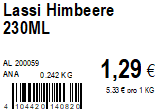 Lassi Himbeere
230ML
AL 200059
ANA 0.242 KG
1,29 €
5.33 € pro 1 KG
4 104420 140820